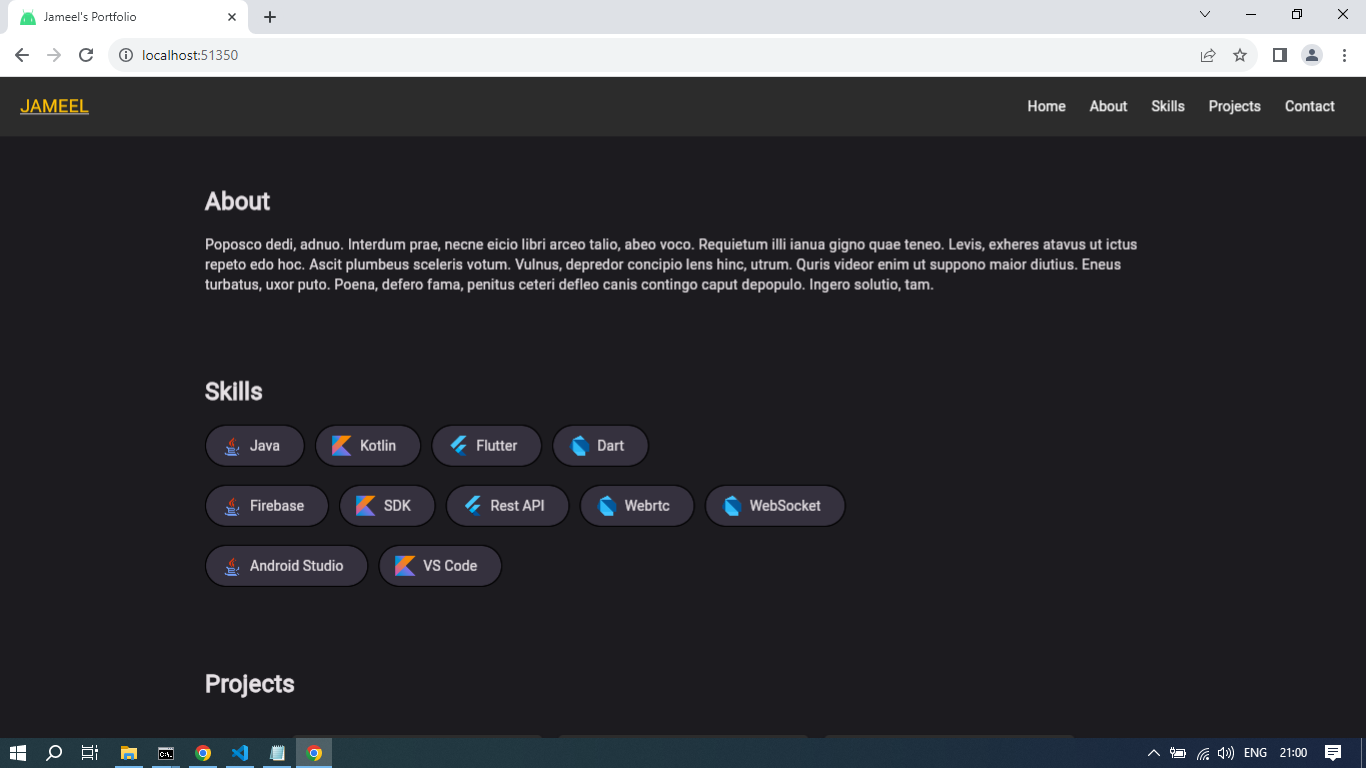 Jameel's Portfolio
localhost:51350
JAMEEL
Home About Skills Projects Contact
About
Poposco dedi, adnuo. Interdum prae, necne eicio libri arceo talio, abeo voco. Requietum illi ianua gigno quae teneo. Levis, exheres atavus ut ictus
repeto edo hoc. Ascit plumbeus sceleris votum. Vulnus, depredor concipio lens hinc, utrum. Quris videor enim ut suppono maior diutius. Eneus
turbatus, uxor puto. Poena, defero fama, penitus ceteri defleo canis contingo caput depopulo. Ingero solutio, tam.
Skills
Java Kotlin Flutter Dart
Firebase SDK Rest API Webrtc WebSocket
Android Studio VS Code
Projects
ENG 21:00